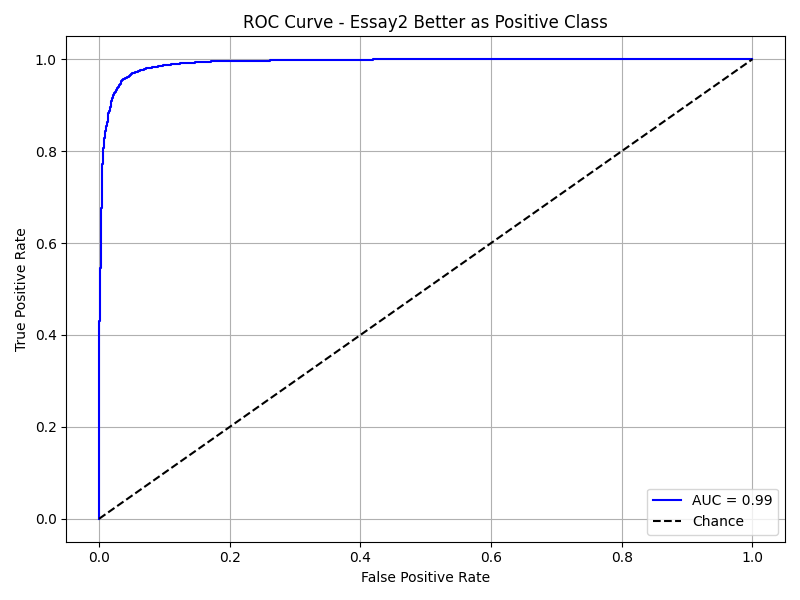 ROC Curve - Essay2 Better as Positive Class
True Positive Rate
1.0
0.8
0.6
0.4
0.2
0.0
0.0 0.2 0.4 0.6 0.8 1.0
False Positive Rate
AUC = 0.99
Chance